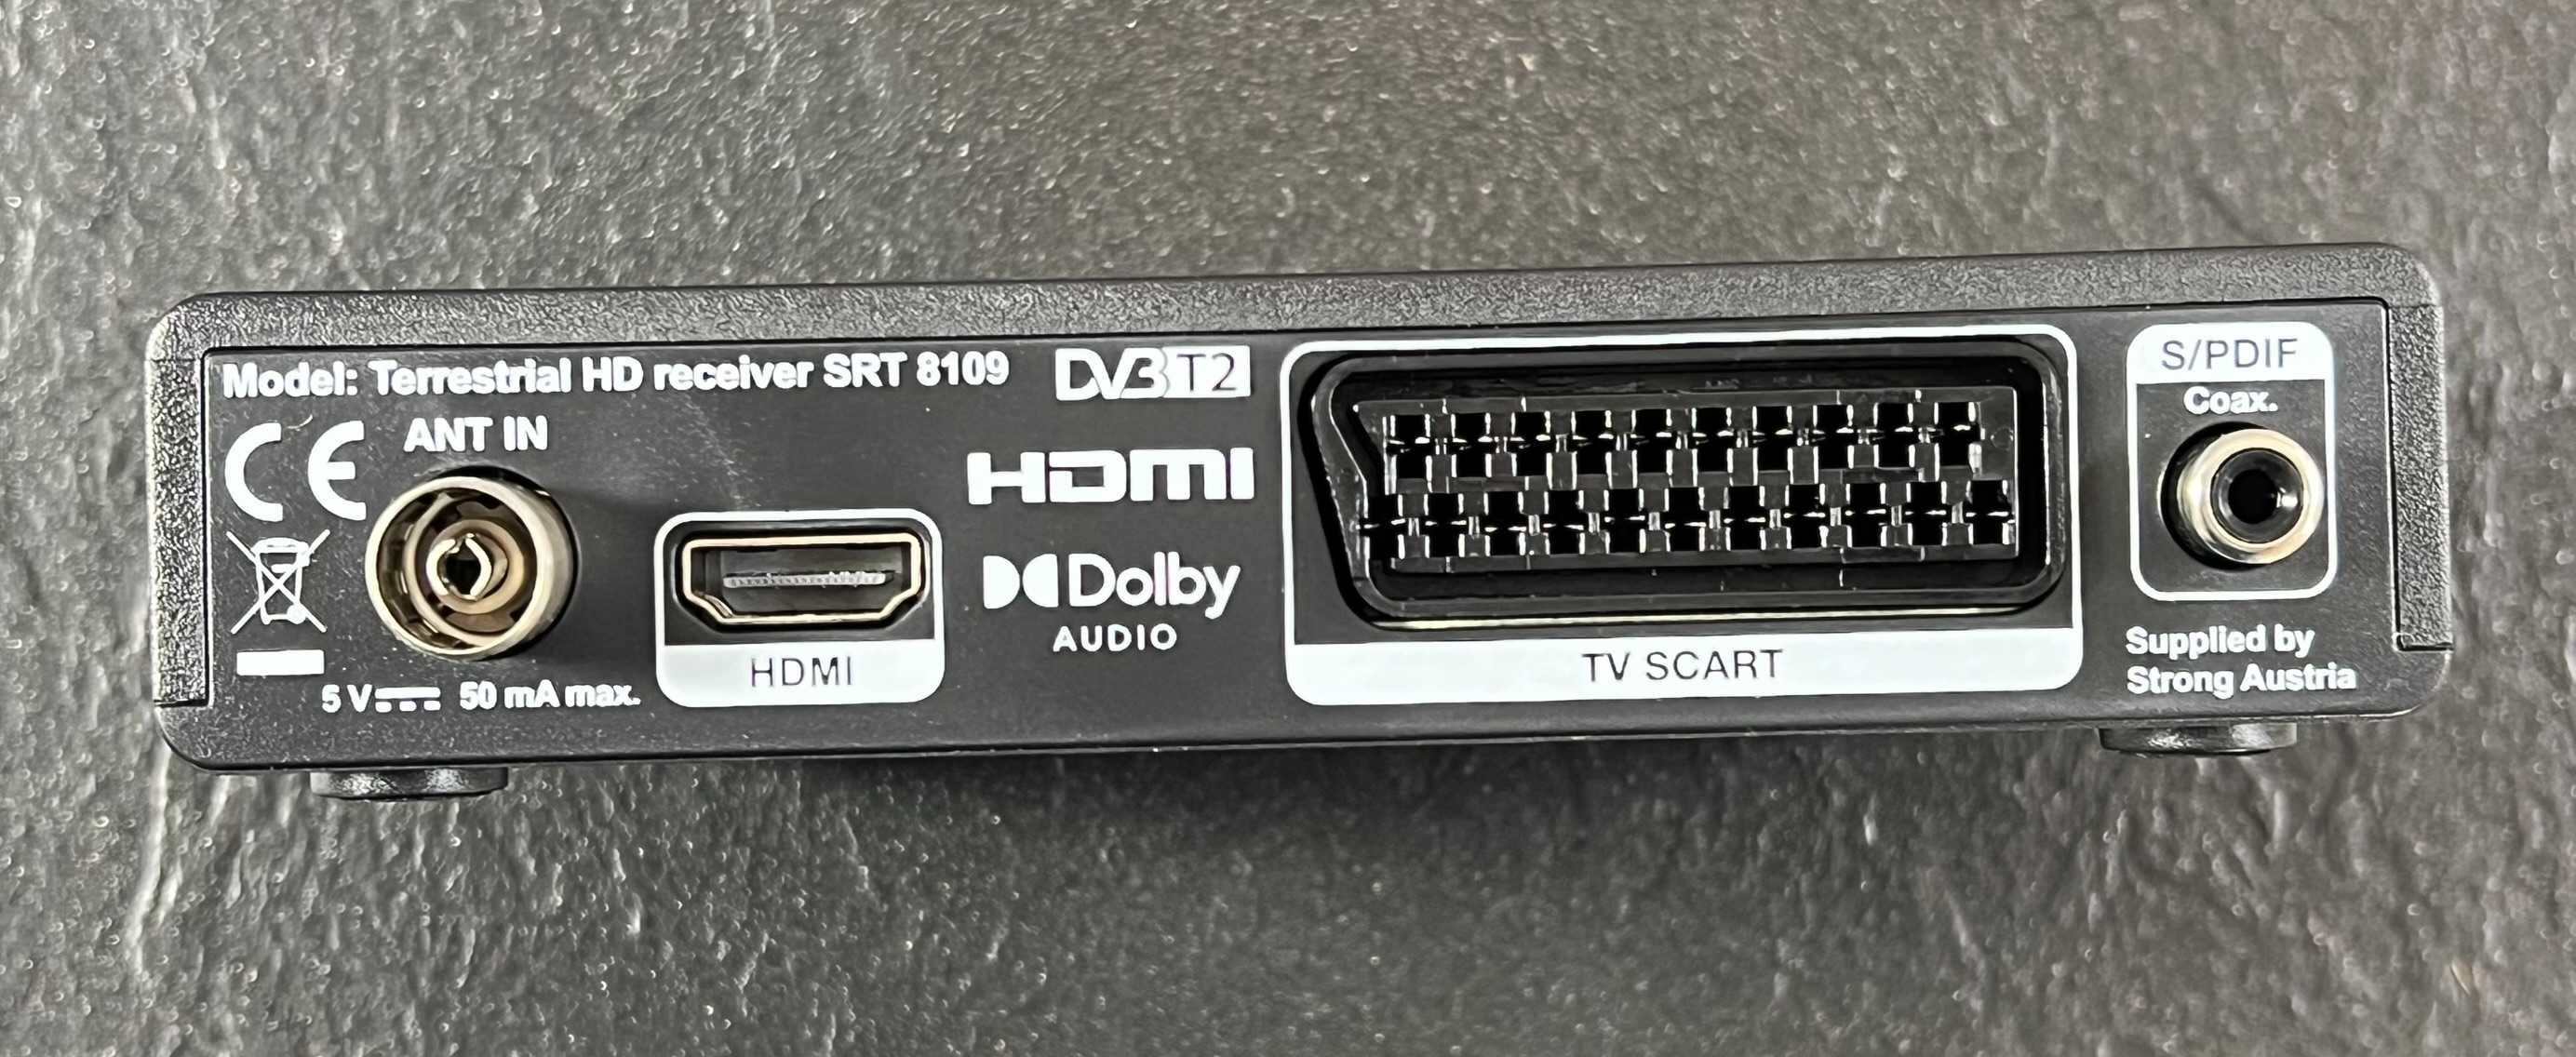 Model: Terrestrial HD receiver SRT 8109
DVB T2
ANT IN
CE
HDMI
Dolby
AUDIO
5 V 50 mA max.
HDMI
TV SCART
S/PDIF
Coax.
Supplied by
Strong Austria